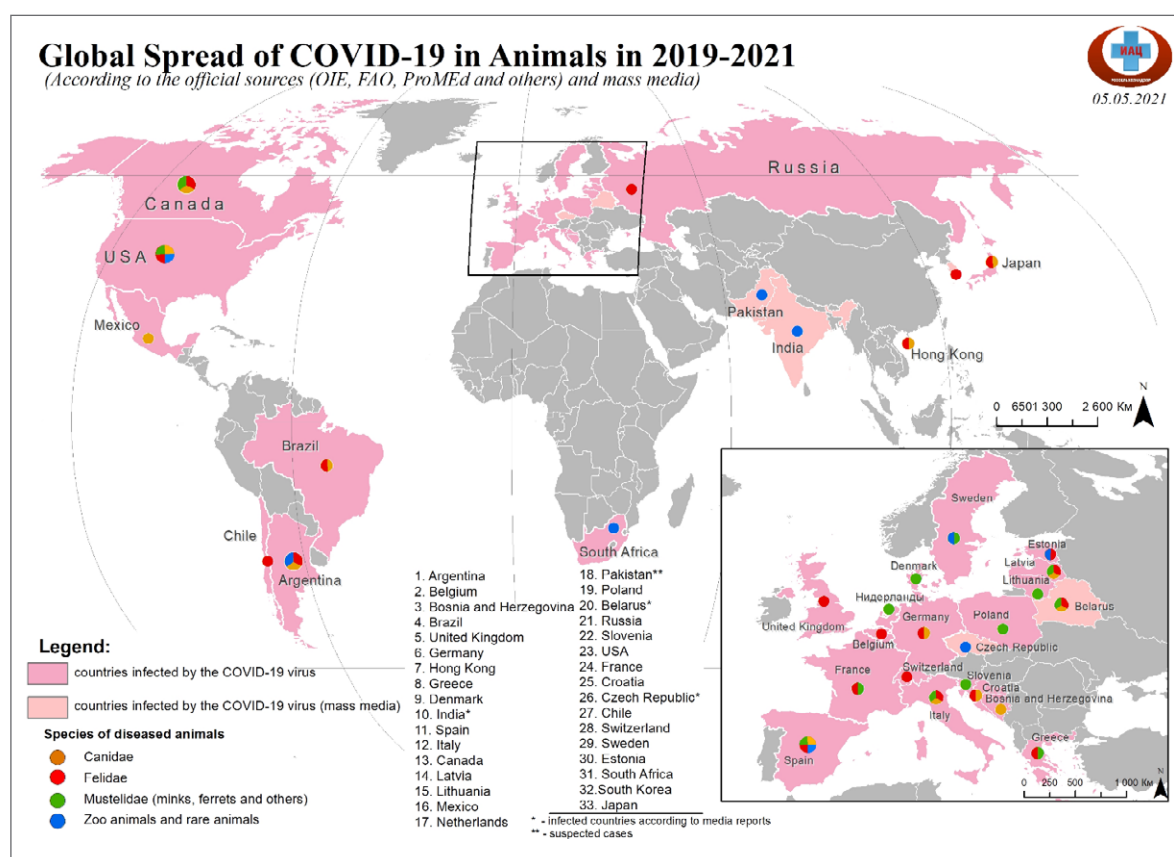 Global Spread of COVID-19 in Animals in 2019-2021
(According to the official sources (OIE, FAO, ProMEd and others) and mass media)
ИАЦ
05.05.2021
Canada
USA
Mexico
Brazil
Chile
Argentina
South Africa
Russia
Pakistan
India
Japan
Hong Kong
N
0 6501 300 2 600 Км
Legend:
countries infected by the COVID-19 virus
countries infected by the COVID-19 virus (mass media)
Species of diseased animals
Canidae
Felidae
Mustelidae (minks, ferrets and others)
Zoo animals and rare animals
1. Argentina
2. Belgium
3. Bosnia and Herzegovina
4. Brazil
5. United Kingdom
6. Germany
7. Hong Kong
8. Greece
9. Denmark
10. India*
11. Spain
12. Italy
13. Canada
14. Latvia
15. Lithuania
16. Mexico
17. Netherlands
18. Pakistan**
19. Poland
20. Belarus*
21. Russia
22. Slovenia
23. USA
24. France
25. Croatia
26. Czech Republic*
27. Chile
28. Switzerland
29. Sweden
30. Estonia
31. South Africa
32. South Korea
33. Japan
* - infected countries according to media reports
** - suspected cases
Sweden
Estonia
Latvia
Lithuania
Denmark
Нидерланды
Belarus
United Kingdom
Germany
Poland
Belgium
Czech Republic
France
Switzerland
Slovenia
Croatia
Bosnia and Herzegovina
Italy
Greece
Spain
N
0 250 500 1 000 Км